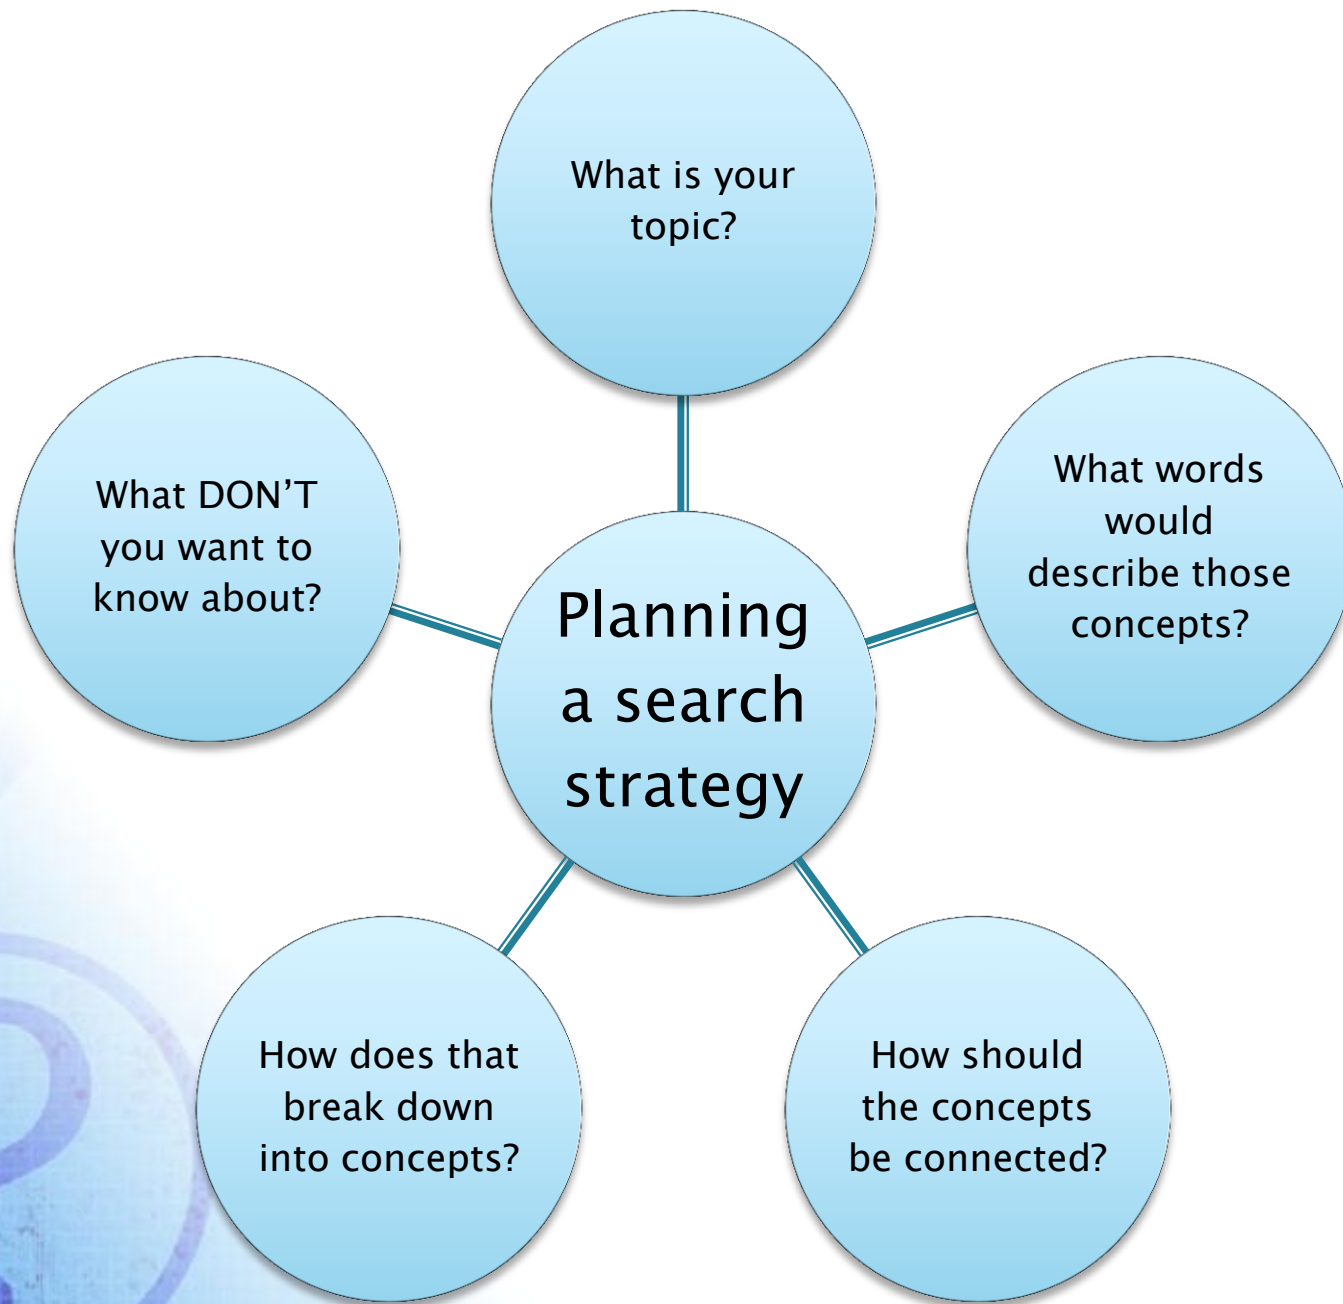 What is your
topic?
What words
would
describe those
concepts?
How should
the concepts
be connected?
How does that
break down
into concepts?
What DON’T
you want to
know about?
Planning
a search
strategy